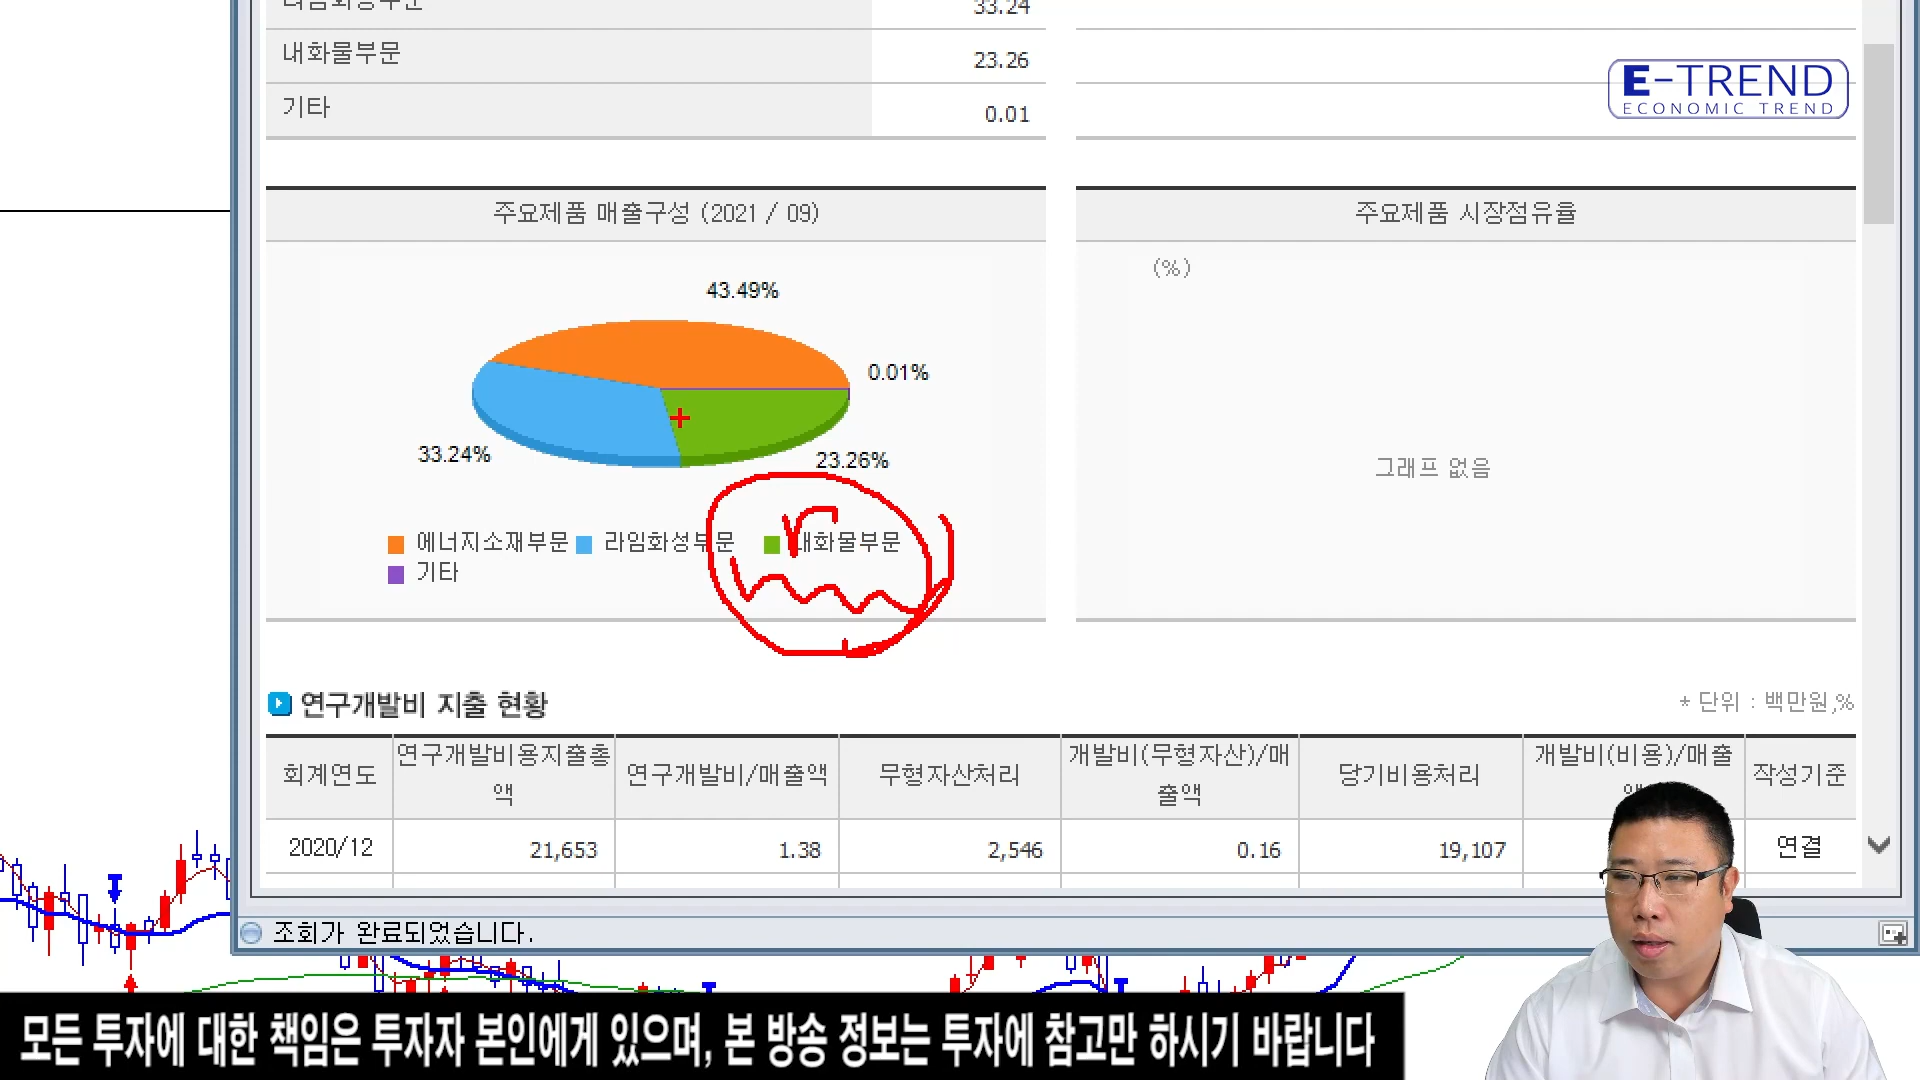 라임화성부문
33.24
내화물부문
23.26
기타
0.01
E-TREND
ECONOMIC TREND
주요제품 매출구성 (2021 / 09)
주요제품 시장점유율
(%)
43.49%
0.01%
33.24%
23.26%
그래프 없음
에너지소재부문
라임화성부문
내화물부문
기타
연구개발비 지출 현황
* 단위 : 백만원,%
회계연도
연구개발비용지출총
액
연구개발비/매출액
무형자산처리
개발비(무형자산)/매
출액
당기비용처리
개발비(비용)/매출
작성기준
2020/12
21,653
1.38
2,546
0.16
19,107
연결
조회가 완료되었습니다.
모든 투자에 대한 책임은 투자자 본인에게 있으며, 본 방송 정보는 투자에 참고만 하시기 바랍니다